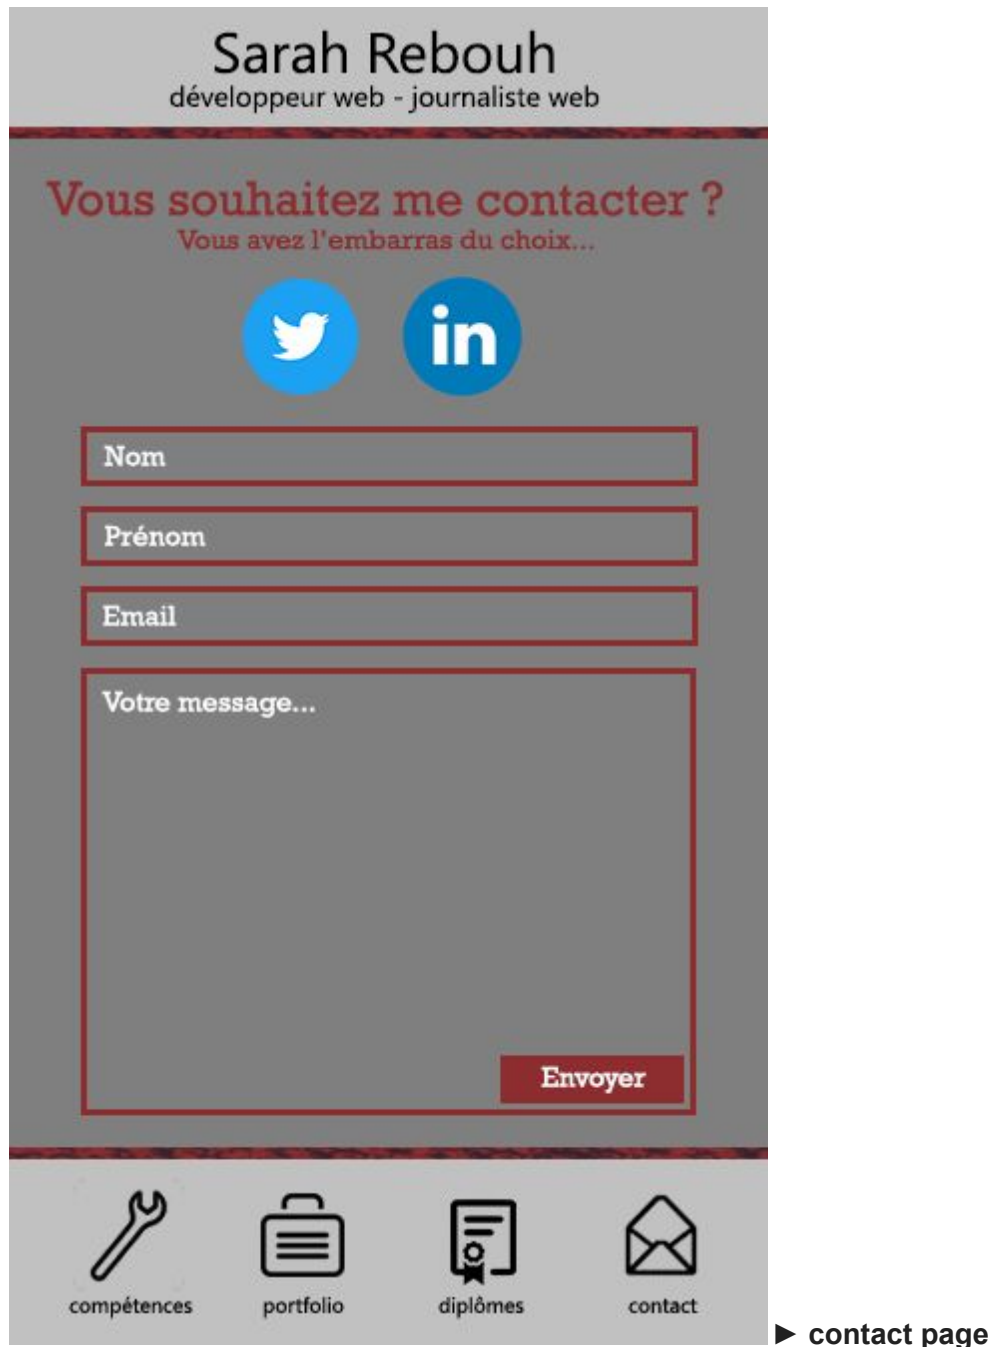 Sarah Rebouh
développeur web - journaliste web
Vous souhaitez me contacter ?
Vous avez l'embarras du choix...
in
Nom
Prénom
Email
Votre message...
Envoyer
compétences portfolio diplômes contact
► contact page